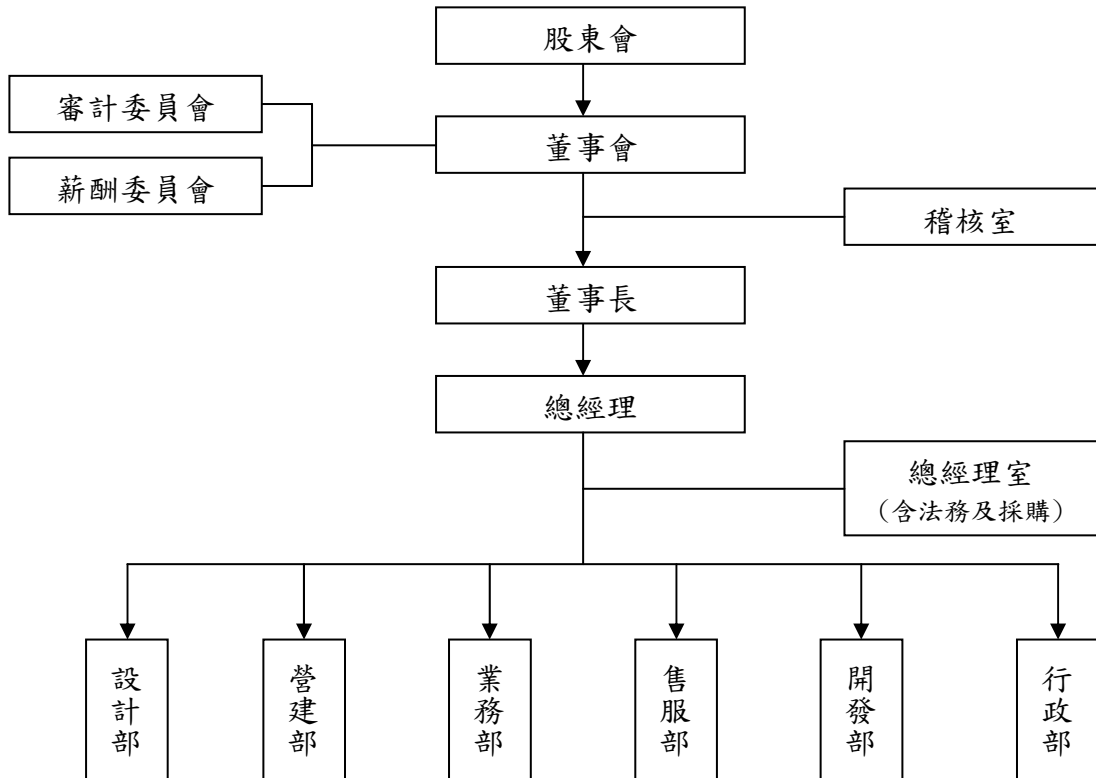 股東會
審計委員會
董事會
薪酬委員會
稽核室
董事長
總經理
總經理室
（含法務及採購）
設計部
營建部
業務部
售服部
開發部
行政部